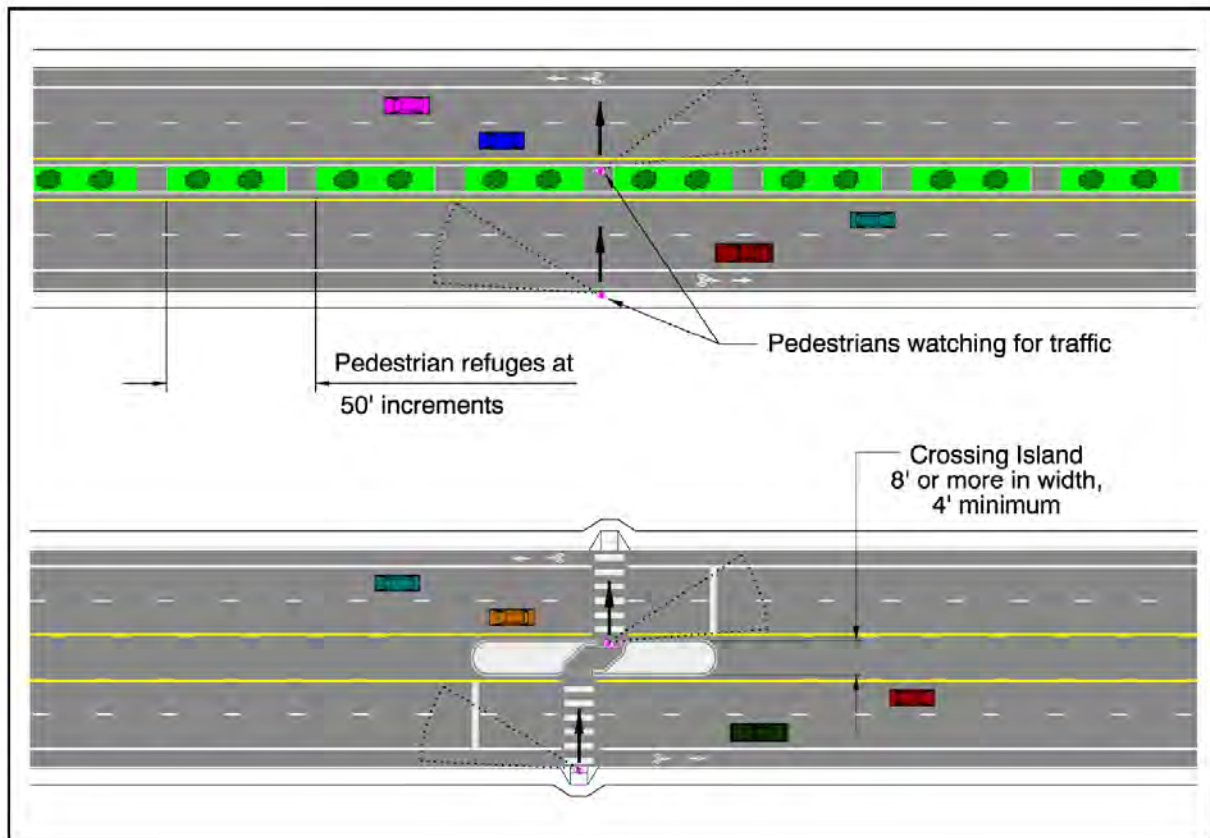 Pedestrians watching for traffic
Pedestrian refuges at
50' increments
Crossing Island
8' or more in width,
4' minimum